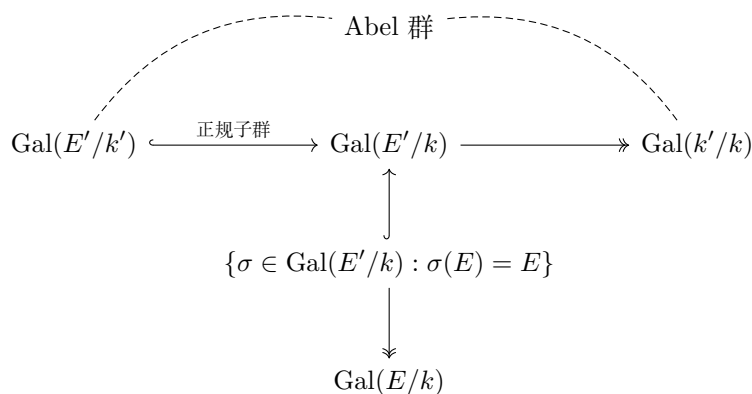 Abel 群
Gal(E′/k′) 正规子群 Gal(E′/k) Gal(k′/k)
{σ ∈ Gal(E′/k) : σ(E) = E}
Gal(E/k)